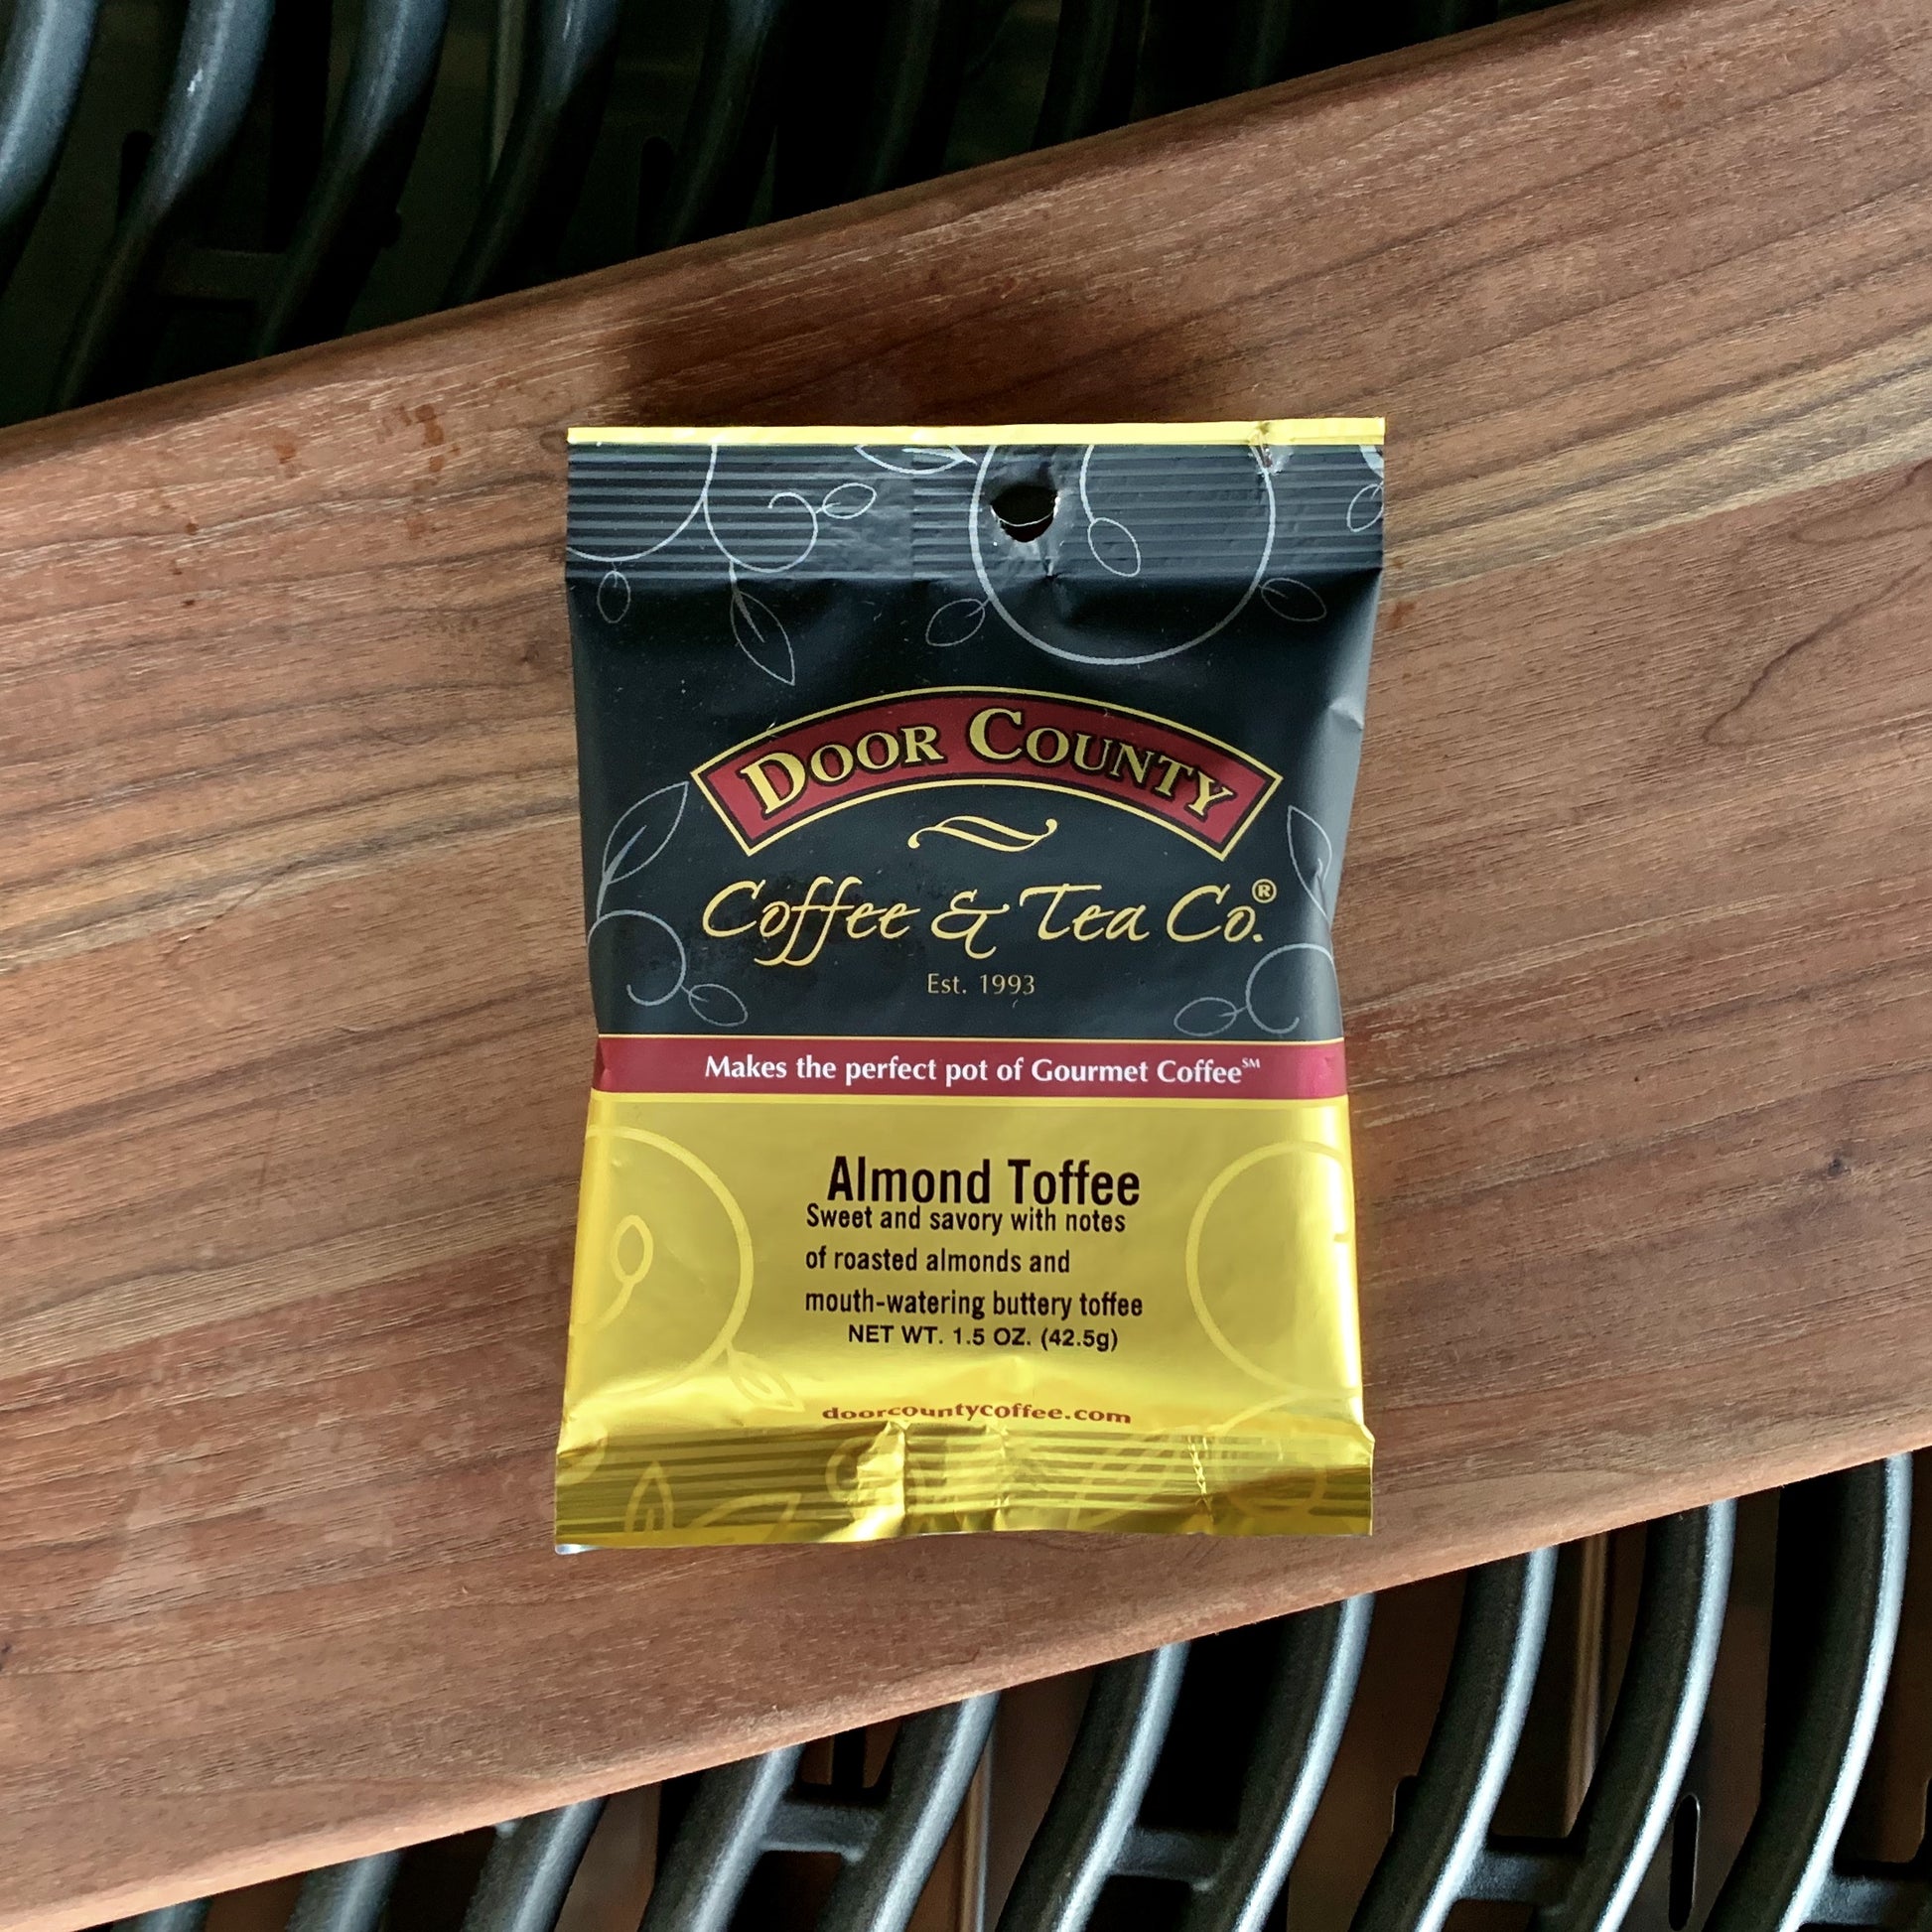 DOOR COUNTY
Coffee & Tea Co.®
Est. 1993
Makes the perfect pot of Gourmet Coffee℠
Almond Toffee
Sweet and savory with notes
of roasted almonds and
mouth-watering buttery toffee
NET WT. 1.5 OZ. (42.5g)
doorcountycoffee.com